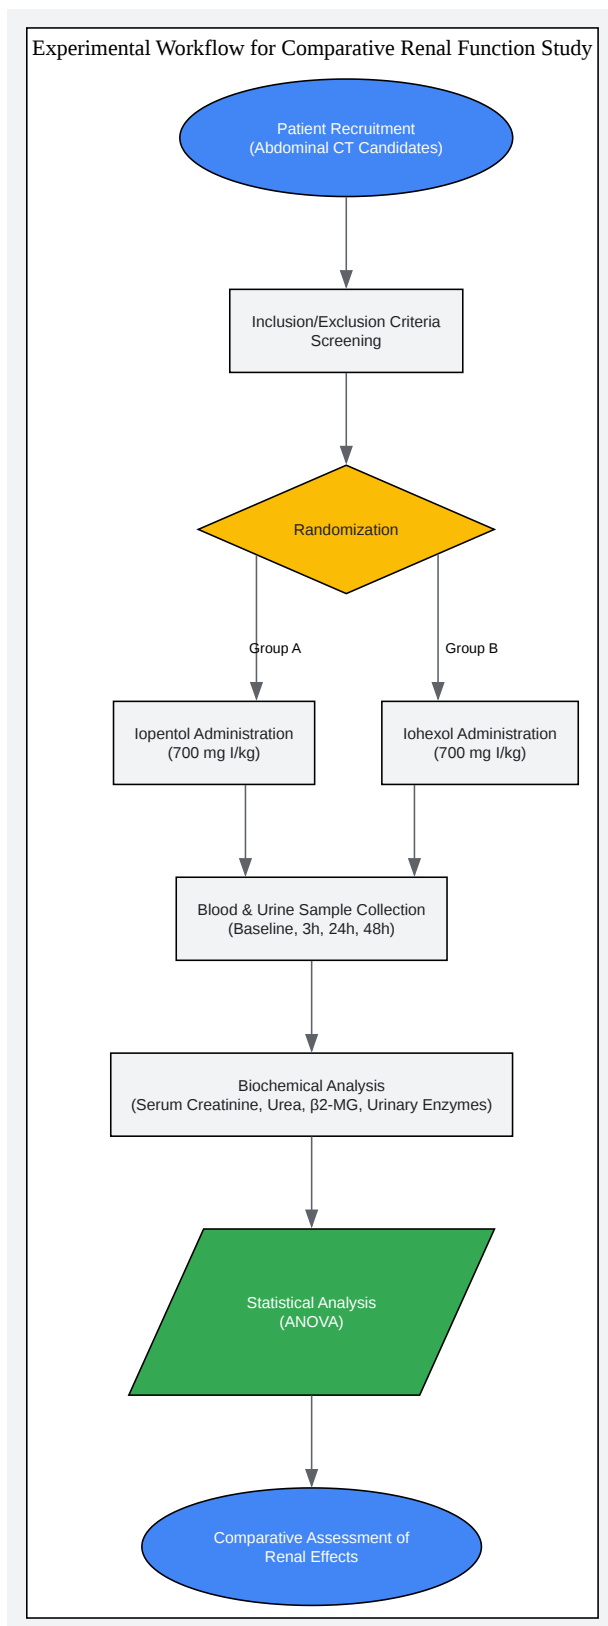 Experimental Workflow for Comparative Renal Function Study
Patient Recruitment
(Abdominal CT Candidates)
Inclusion/Exclusion Criteria
Screening
Randomization
Group A
Group B
Iopentol Administration
(700 mg I/kg)
Iohexol Administration
(700 mg I/kg)
Blood & Urine Sample Collection
(Baseline, 3h, 24h, 48h)
Biochemical Analysis
(Serum Creatinine, Urea, β2-MG, Urinary Enzymes)
Statistical Analysis
(ANOVA)
Comparative Assessment of
Renal Effects